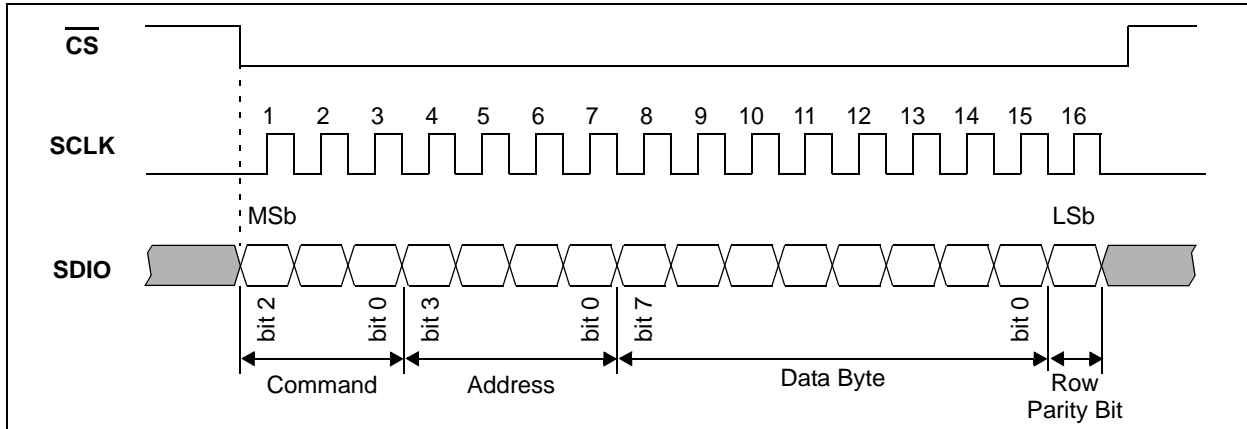 CS
1 2 3 4 5 6 7 8 9 10 11 12 13 14 15 16
SCLK
MSb LSb
SDIO
bit 2 bit 0 bit 3 bit 0 bit 7 bit 0
Command Address Data Byte Row
Parity Bit